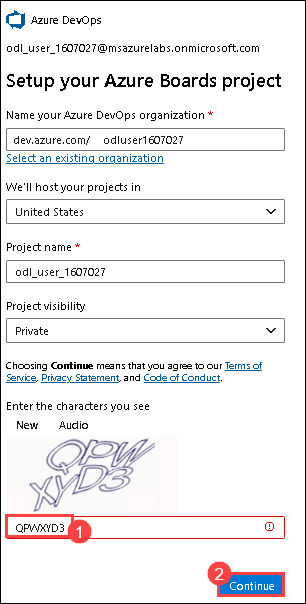 Azure DevOps
odl_user_1607027@msazurelabs.onmicrosoft.com
Setup your Azure Boards project
Name your Azure DevOps organization *
dev.azure.com/ odluser1607027
Select an existing organization
We'll host your projects in
United States
Project name *
odl_user_1607027
Project visibility
Private
Choosing Continue means that you agree to our Terms of
Service, Privacy Statement, and Code of Conduct.
Enter the characters you see
New Audio
QPW
XYD3
QPWXYD3 1
2
Continue